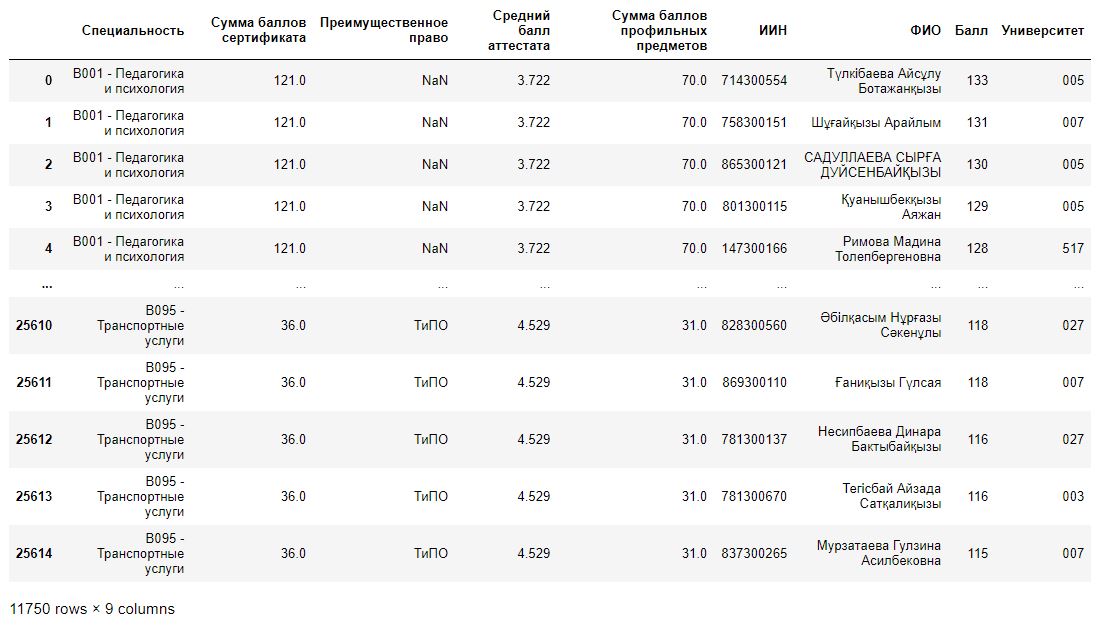 Специальность Сумма баллов сертификата Преимущественное право Средний балл аттестата Сумма баллов профильных предметов ИИН ФИО Балл Университет
0 B001 - Педагогика и психология 121.0 NaN 3.722 70.0 714300554 Түлкібаева Айсұлу Ботажанқызы 133 005
1 B001 - Педагогика и психология 121.0 NaN 3.722 70.0 758300151 Шұғайқызы Арайлым 131 007
2 B001 - Педагогика и психология 121.0 NaN 3.722 70.0 865300121 САДУЛЛАЕВА СЫРҒА ДУЙСЕНБАЙҚЫЗЫ 130 005
3 B001 - Педагогика и психология 121.0 NaN 3.722 70.0 801300115 Қуанышбекқызы Аяжан 129 005
4 B001 - Педагогика и психология 121.0 NaN 3.722 70.0 147300166 Римова Мадина Толепбергеновна 128 517
... ... ... ... ... ... ... ... ... ...
25610 B095 - Транспортные услуги 36.0 ТиПО 4.529 31.0 828300560 Әбілқасым Нұрғазы Сәкенұлы 118 027
25611 B095 - Транспортные услуги 36.0 ТиПО 4.529 31.0 869300110 Ғаниқызы Гүлсая 118 007
25612 B095 - Транспортные услуги 36.0 ТиПО 4.529 31.0 781300137 Несипбаева Динара Бактыбайқызы 116 027
25613 B095 - Транспортные услуги 36.0 ТиПО 4.529 31.0 781300670 Тегісбай Айзада Сатқалиқызы 116 003
25614 B095 - Транспортные услуги 36.0 ТиПО 4.529 31.0 837300265 Мурзатаева Гулзина Асилбековна 115 007
11750 rows × 9 columns